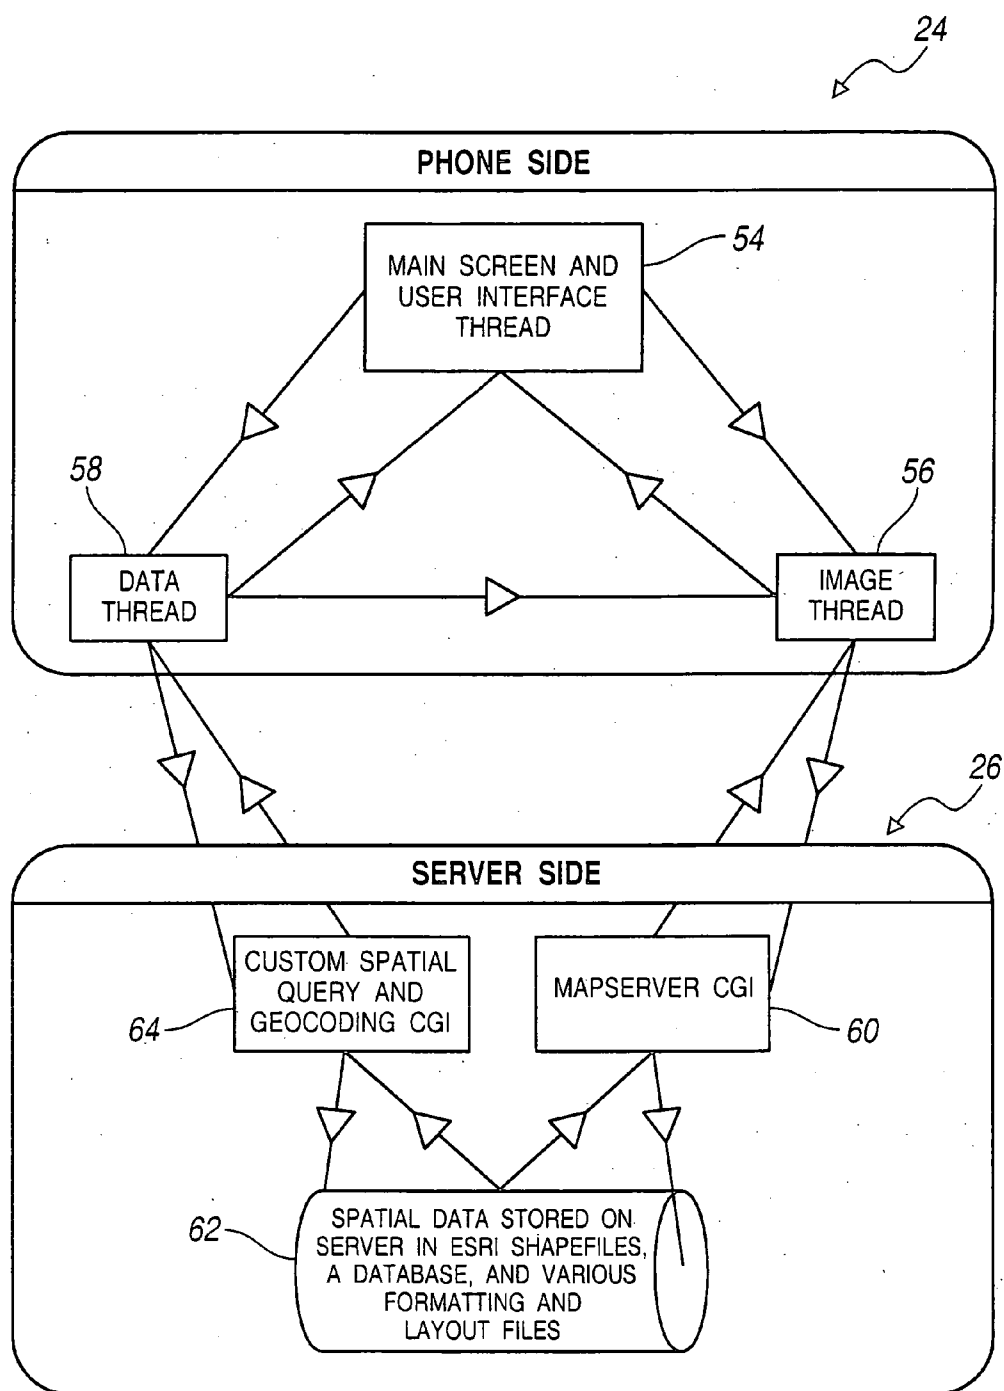 24
PHONE SIDE
54
MAIN SCREEN AND
USER INTERFACE
THREAD
58
56
DATA
THREAD
IMAGE
THREAD
26
SERVER SIDE
CUSTOM SPATIAL
QUERY AND
GEOCODING CGI
MAPSERVER CGI
64
60
62
SPATIAL DATA STORED ON
SERVER IN ESRI SHAPEFILES,
A DATABASE, AND VARIOUS
FORMATTING AND
LAYOUT FILES